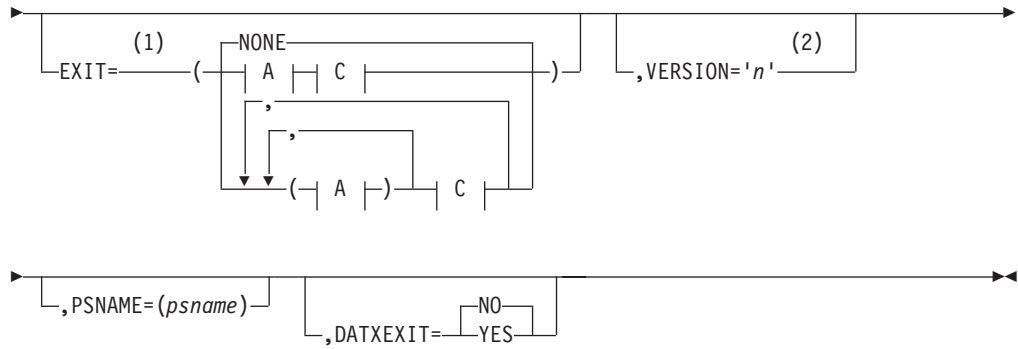 (1) NONE (2)
EXIT= ( A C ) ,VERSION='n'
,
,
( A ) C
,PSNAME=(psname) NO
,DATXEXIT= YES